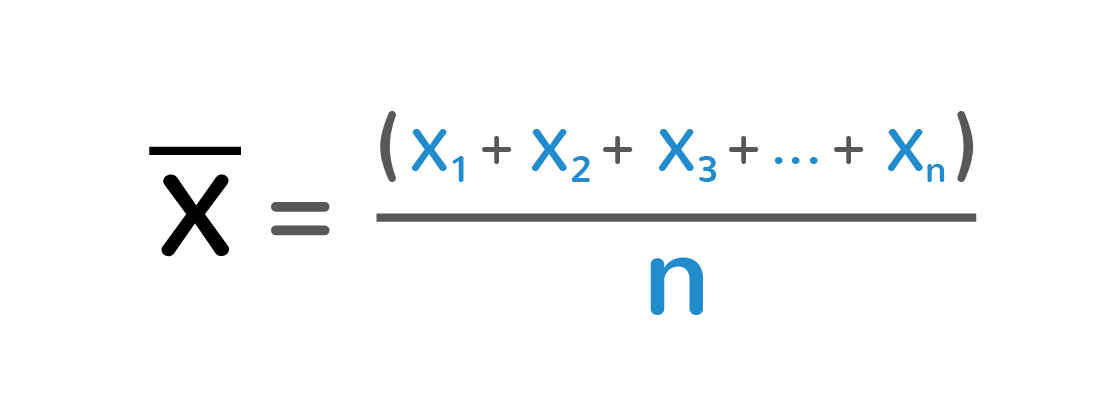 x̅ = (x₁ + x₂ + x₃ + ... + xₙ)
n